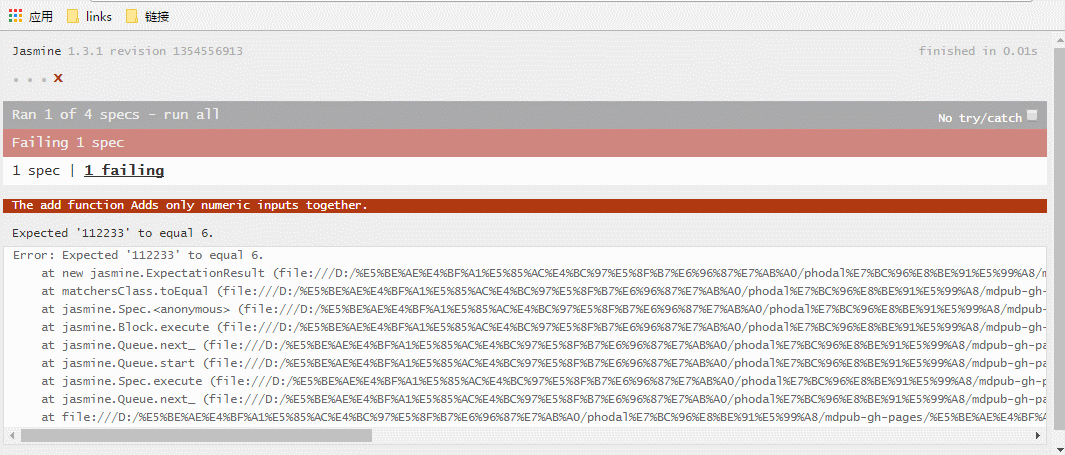 应用 links 链接
Jasmine 1.3.1 revision 1354556913 finished in 0.01s
• • • x
Ran 1 of 4 specs - run all No try/catch
Failing 1 spec
1 spec | 1 failing
The add function Adds only numeric inputs together.
Expected '112233' to equal 6.
Error: Expected '112233' to equal 6.
at new jasmine.ExpectationResult (file:///D:/%E5%BE%AE%E4%BF%A1%E5%85%AC%E4%BC%97%E5%8F%B7%E6%96%87%E7%AB%A0/phodal%E7%BC%96%E8%BE%91%E5%99%A8/m
at matchersClass.toEqual (file:///D:/%E5%BE%AE%E4%BF%A1%E5%85%AC%E4%BC%97%E5%8F%B7%E6%96%87%E7%AB%A0/phodal%E7%BC%96%E8%BE%91%E5%99%A8/mdpub-gh-
at jasmine.Spec.<anonymous> (file:///D:/%E5%BE%AE%E4%BF%A1%E5%85%AC%E4%BC%97%E5%8F%B7%E6%96%87%E7%AB%A0/phodal%E7%BC%96%E8%BE%91%E5%99%A8/mdpub-
at jasmine.Block.execute (file:///D:/%E5%BE%AE%E4%BF%A1%E5%85%AC%E4%BC%97%E5%8F%B7%E6%96%87%E7%AB%A0/phodal%E7%BC%96%E8%BE%91%E5%99%A8/mdpub-gh-
at jasmine.Queue.next_ (file:///D:/%E5%BE%AE%E4%BF%A1%E5%85%AC%E4%BC%97%E5%8F%B7%E6%96%87%E7%AB%A0/phodal%E7%BC%96%E8%BE%91%E5%99%A8/mdpub-gh-pa
at jasmine.Queue.start (file:///D:/%E5%BE%AE%E4%BF%A1%E5%85%AC%E4%BC%97%E5%8F%B7%E6%96%87%E7%AB%A0/phodal%E7%BC%96%E8%BE%91%E5%99%A8/mdpub-gh-pa
at jasmine.Spec.execute (file:///D:/%E5%BE%AE%E4%BF%A1%E5%85%AC%E4%BC%97%E5%8F%B7%E6%96%87%E7%AB%A0/phodal%E7%BC%96%E8%BE%91%E5%99%A8/mdpub-gh-p
at jasmine.Queue.next_ (file:///D:/%E5%BE%AE%E4%BF%A1%E5%85%AC%E4%BC%97%E5%8F%B7%E6%96%87%E7%AB%A0/phodal%E7%BC%96%E8%BE%91%E5%99%A8/mdpub-gh-pa
at file:///D:/%E5%BE%AE%E4%BF%A1%E5%85%AC%E4%BC%97%E5%8F%B7%E6%96%87%E7%AB%A0/phodal%E7%BC%96%E8%BE%91%E5%99%A8/mdpub-gh-pages/%E5%BE%AE%E4%BF%A